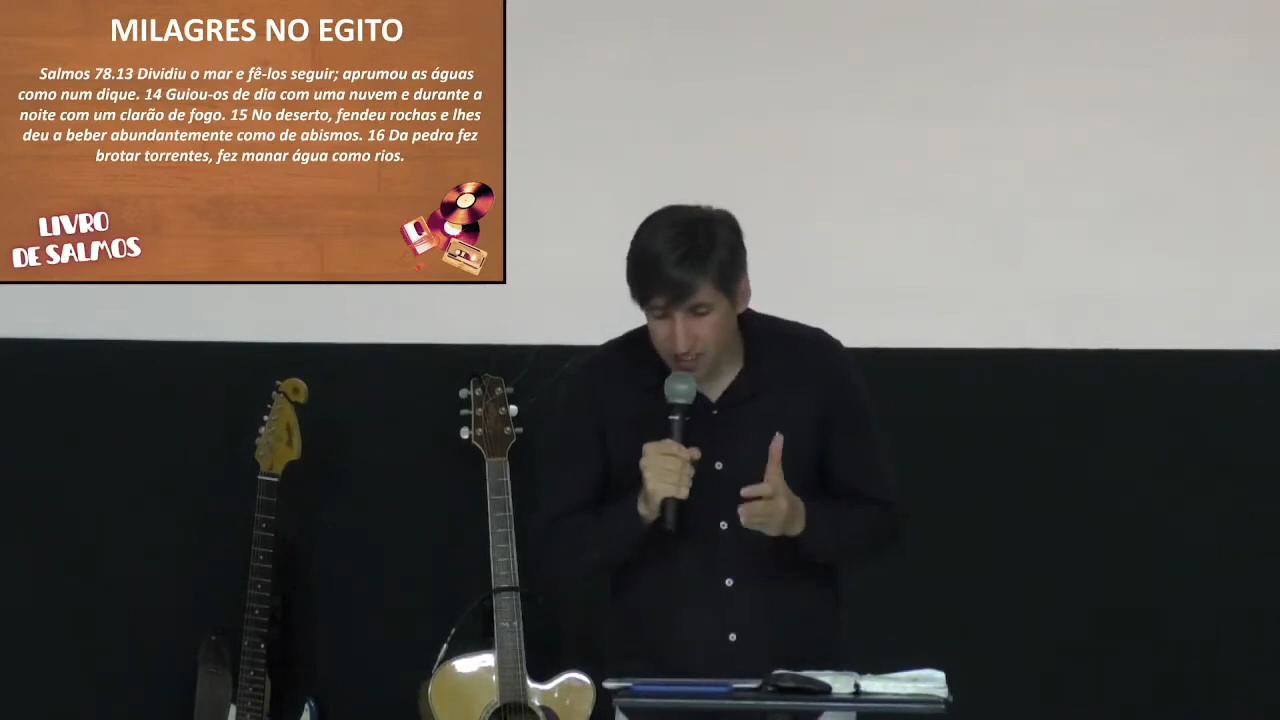 MILAGRES NO EGITO
Salmos 78.13 Dividiu o mar e fê-los seguir; aprumou as águas
como num dique. 14 Guiou-os de dia com uma nuvem e durante a
noite com um clarão de fogo. 15 No deserto, fendeu rochas e lhes
deu a beber abundantemente como de abismos. 16 Da pedra fez
brotar torrentes, fez manar água como rios.
LIVRO
DE SALMOS